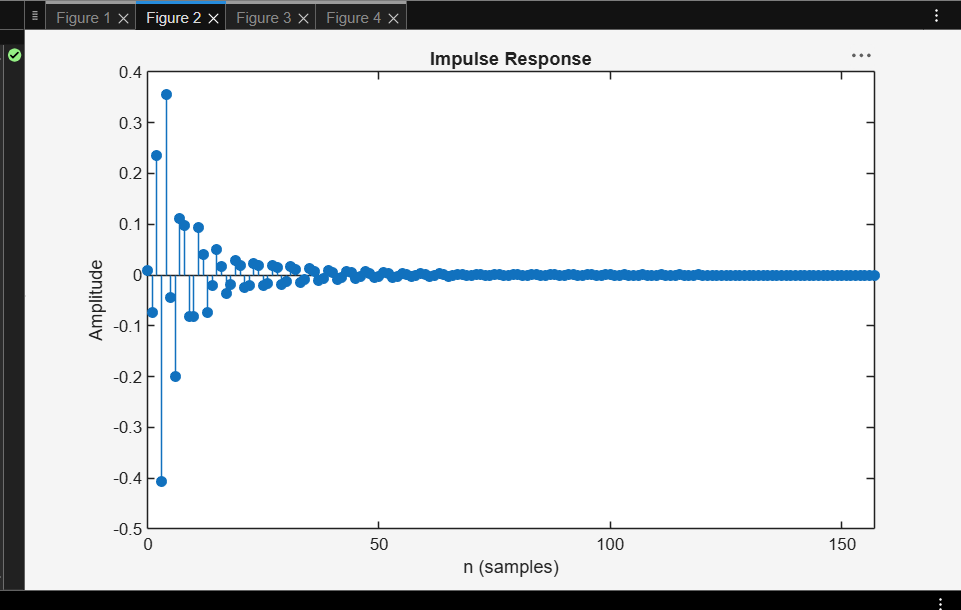 Figure 1 Figure 2 Figure 3 Figure 4
Impulse Response
0.4
0.3
0.2
0.1
0
-0.1
-0.2
-0.3
-0.4
-0.5
Amplitude
0 50 100 150
n (samples)